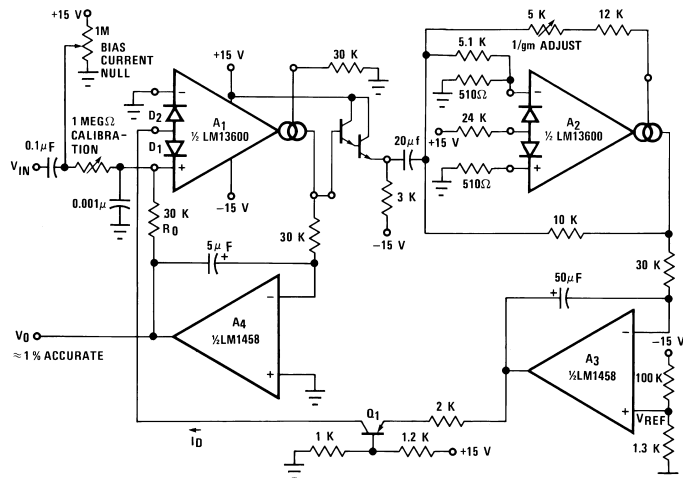 +15 V
1M
BIAS
CURRENT
NULL
1 MEGΩ
CALIBRA-
TION
0.1μF
VIN
0.001μ
30 K
R0
D2
D1
−
+
A1
½ LM13600
+15 V
−15 V
30 K
30 K
5μF
+
−
A4
½LM1458
+
V0
≈1 % ACCURATE
ID
20μf
3 K
−15 V
5 K
12 K
1/gm ADJUST
5.1 K
510Ω
24 K
+15 V
510Ω
−
+
A2
½ LM13600
10 K
30 K
50μF
+
−
A3
½LM1458
+
−15 V
100 K
VREF
1.3 K
Q1
2 K
1 K
1.2 K
+15 V